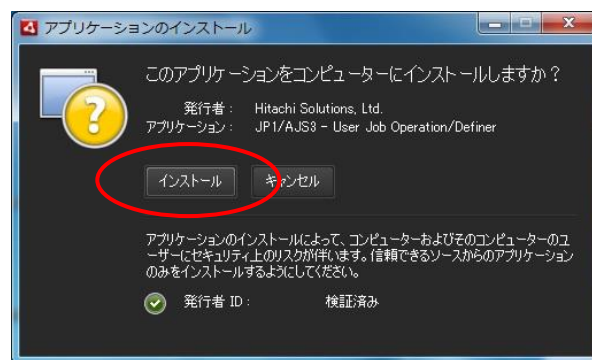 アプリケーションのインストール
このアプリケーションをコンピューターにインストールしますか？
発行者： Hitachi Solutions, Ltd.
アプリケーション： JP1/AJS3 - User Job Operation/Definer
インストール キャンセル
アプリケーションのインストールによって、コンピューターおよびそのコンピューターのユ
ーザーにセキュリティ上のリスクが伴います。信頼できるソースからのアプリケーション
のみをインストールするようにしてください。
発行者 ID： 検証済み